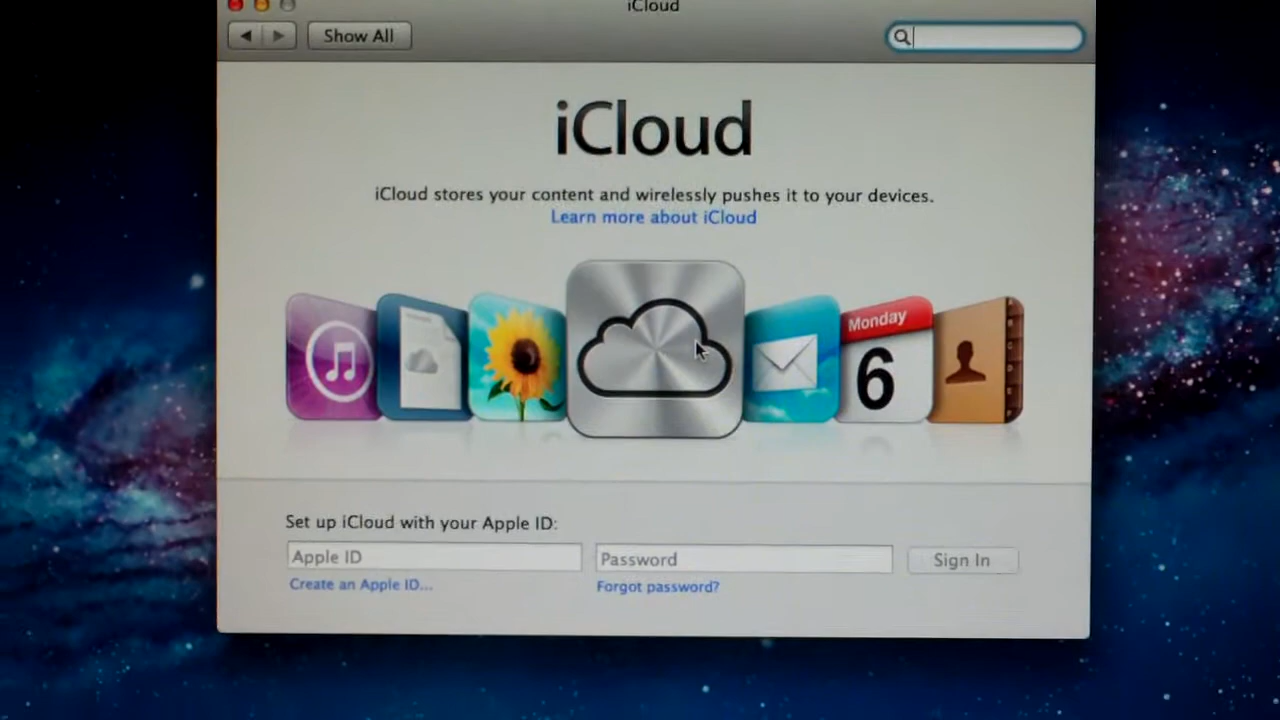 iCloud
Show All
iCloud
iCloud stores your content and wirelessly pushes it to your devices.
Learn more about iCloud
Monday
6
Set up iCloud with your Apple ID:
Apple ID
Password
Sign In
Create an Apple ID...
Forgot password?